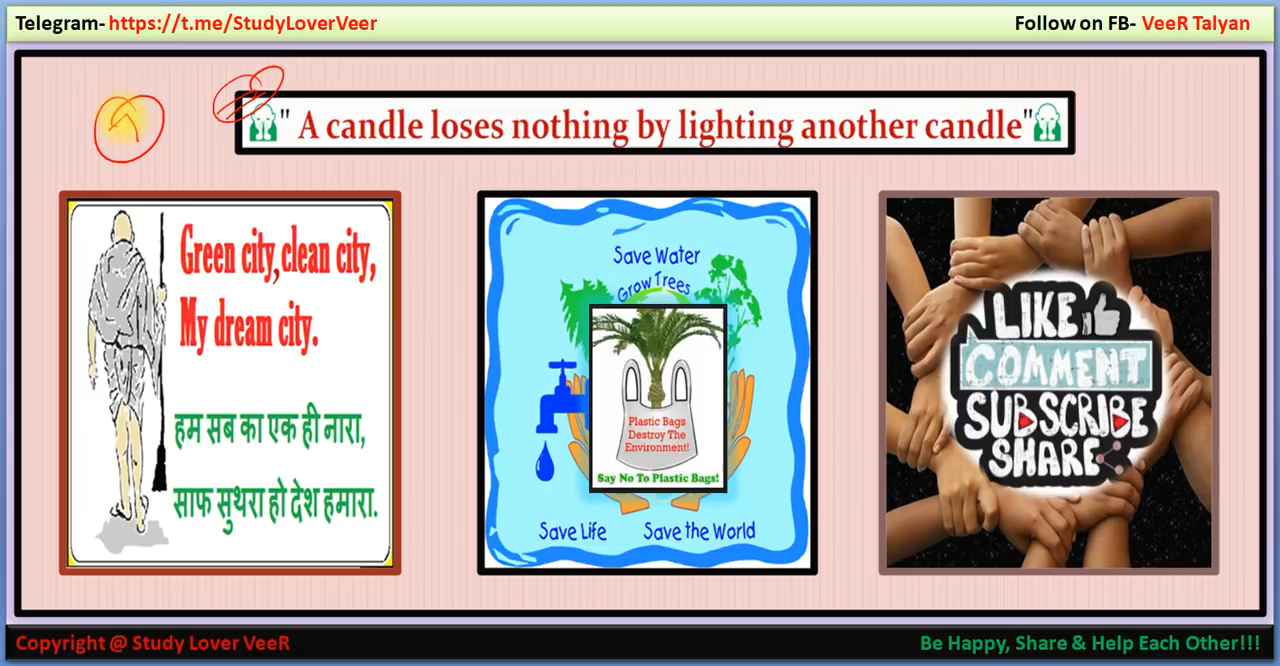 Telegram- https://t.me/StudyLoverVeer
Follow on FB- VeeR Talyan
" A candle loses nothing by lighting another candle"
Green city,clean city,
My dream city.
हम सब का एक ही नारा,
साफ सुथरा हो देश हमारा.
Save Water
Grow Trees
Plastic Bags
Destroy The
Environment!
Say No To Plastic Bags!
Save Life
Save the World
LIKE
COMMENT
SUBSCRIBE
SHARE
Copyright @ Study Lover VeeR
Be Happy, Share & Help Each Other!!!